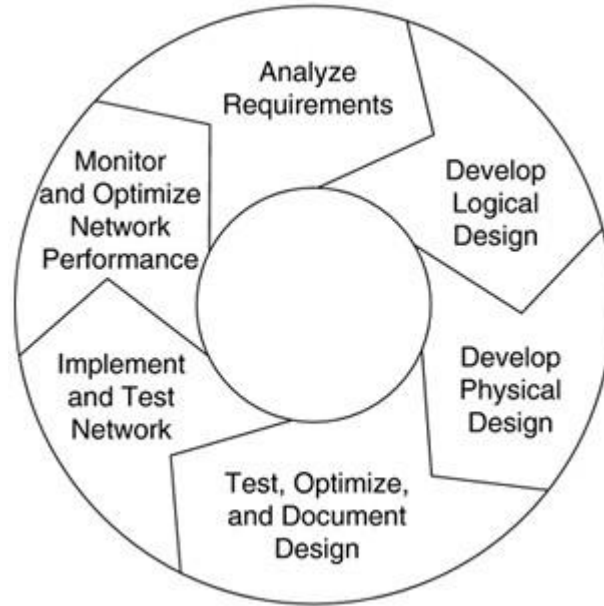 Analyze
Requirements
Develop
Logical
Design
Develop
Physical
Design
Test, Optimize,
and Document
Design
Implement
and Test
Network
Monitor
and Optimize
Network
Performance